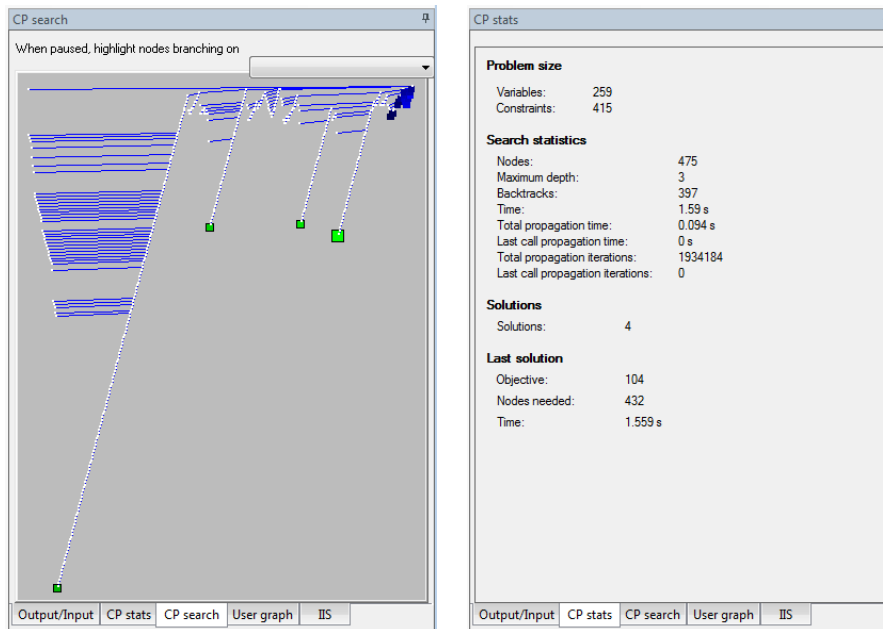 CP search
When paused, highlight nodes branching on
Output/Input CP stats CP search User graph IIS
CP stats
Problem size
Variables: 259
Constraints: 415
Search statistics
Nodes: 475
Maximum depth: 3
Backtracks: 397
Time: 1.59 s
Total propagation time: 0.094 s
Last call propagation time: 0 s
Total propagation iterations: 1934184
Last call propagation iterations: 0
Solutions
Solutions: 4
Last solution
Objective: 104
Nodes needed: 432
Time: 1.559 s
Output/Input CP stats CP search User graph IIS